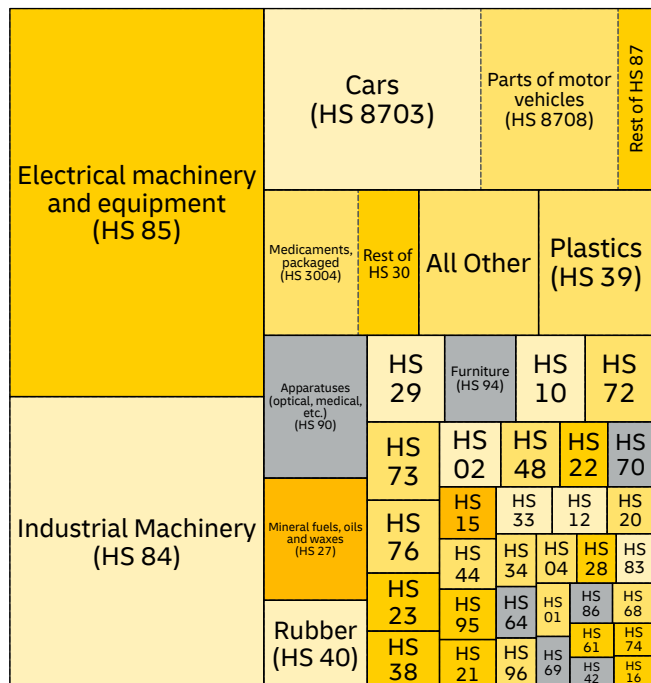 Electrical machinery
and equipment
(HS 85)
Cars
(HS 8703)
Parts of motor
vehicles
(HS 8708)
Rest of HS 87
Medicaments,
packaged
(HS 3004)
Rest of
HS 30
All Other
Plastics
(HS 39)
Industrial Machinery
(HS 84)
Apparatuses
(optical, medical,
etc.)
(HS 90)
Mineral fuels, oils
and waxes
(HS 27)
Rubber
(HS 40)
HS
29
Furniture
(HS 94)
HS
10
HS
72
HS
73
HS
02
HS
48
HS
22
HS
70
HS
76
HS
15
HS
33
HS
12
HS
20
HS
44
HS
34
HS
04
HS
28
HS
83
HS
23
HS
95
HS
64
HS
01
HS
86
HS
68
HS
38
HS
21
HS
96
HS
69
HS
61
HS
74
HS
42
HS
16